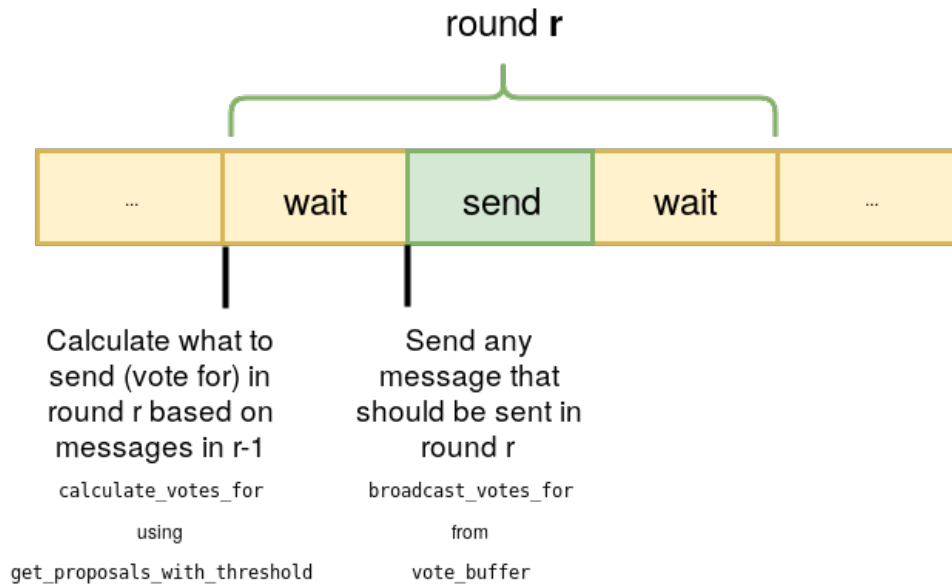 round r
...
wait
send
wait
...
Calculate what to
send (vote for) in
round r based on
messages in r-1
calculate_votes_for
using
get_proposals_with_threshold
Send any
message that
should be sent in
round r
broadcast_votes_for
from
vote_buffer